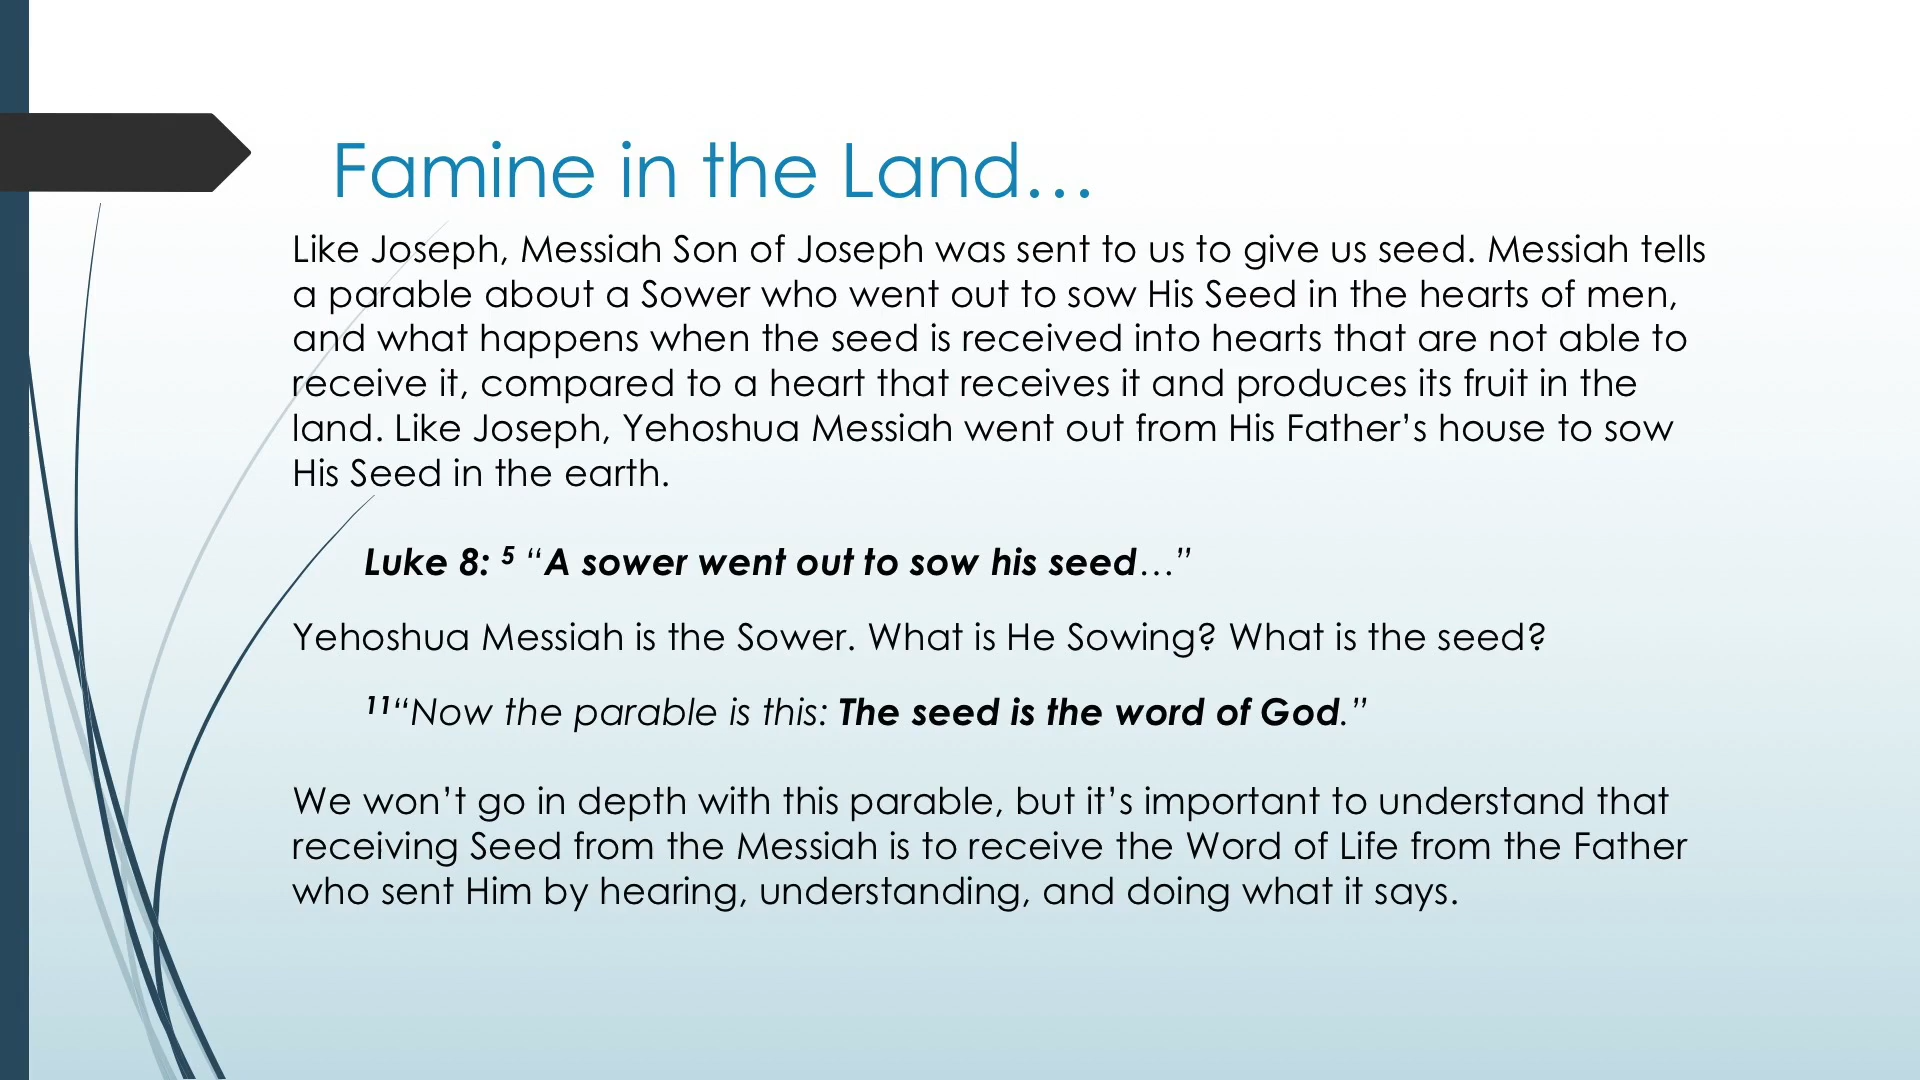 Famine in the Land…
Like Joseph, Messiah Son of Joseph was sent to us to give us seed. Messiah tells
a parable about a Sower who went out to sow His Seed in the hearts of men,
and what happens when the seed is received into hearts that are not able to
receive it, compared to a heart that receives it and produces its fruit in the
land. Like Joseph, Yehoshua Messiah went out from His Father’s house to sow
His Seed in the earth.
Luke 8: ⁵ “A sower went out to sow his seed…”
Yehoshua Messiah is the Sower. What is He Sowing? What is the seed?
¹¹“Now the parable is this: The seed is the word of God.”
We won’t go in depth with this parable, but it’s important to understand that
receiving Seed from the Messiah is to receive the Word of Life from the Father
who sent Him by hearing, understanding, and doing what it says.